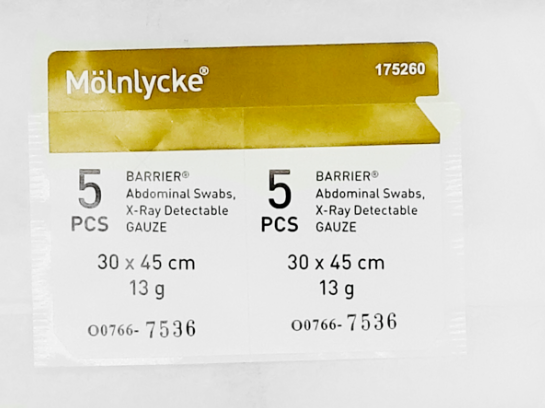 Mölnlycke®
175260
5
PCS
BARRIER®
Abdominal Swabs,
X-Ray Detectable
GAUZE
30 x 45 cm
13 g
O0766- 7536
5
PCS
BARRIER®
Abdominal Swabs,
X-Ray Detectable
GAUZE
30 x 45 cm
13 g
O0766- 7536